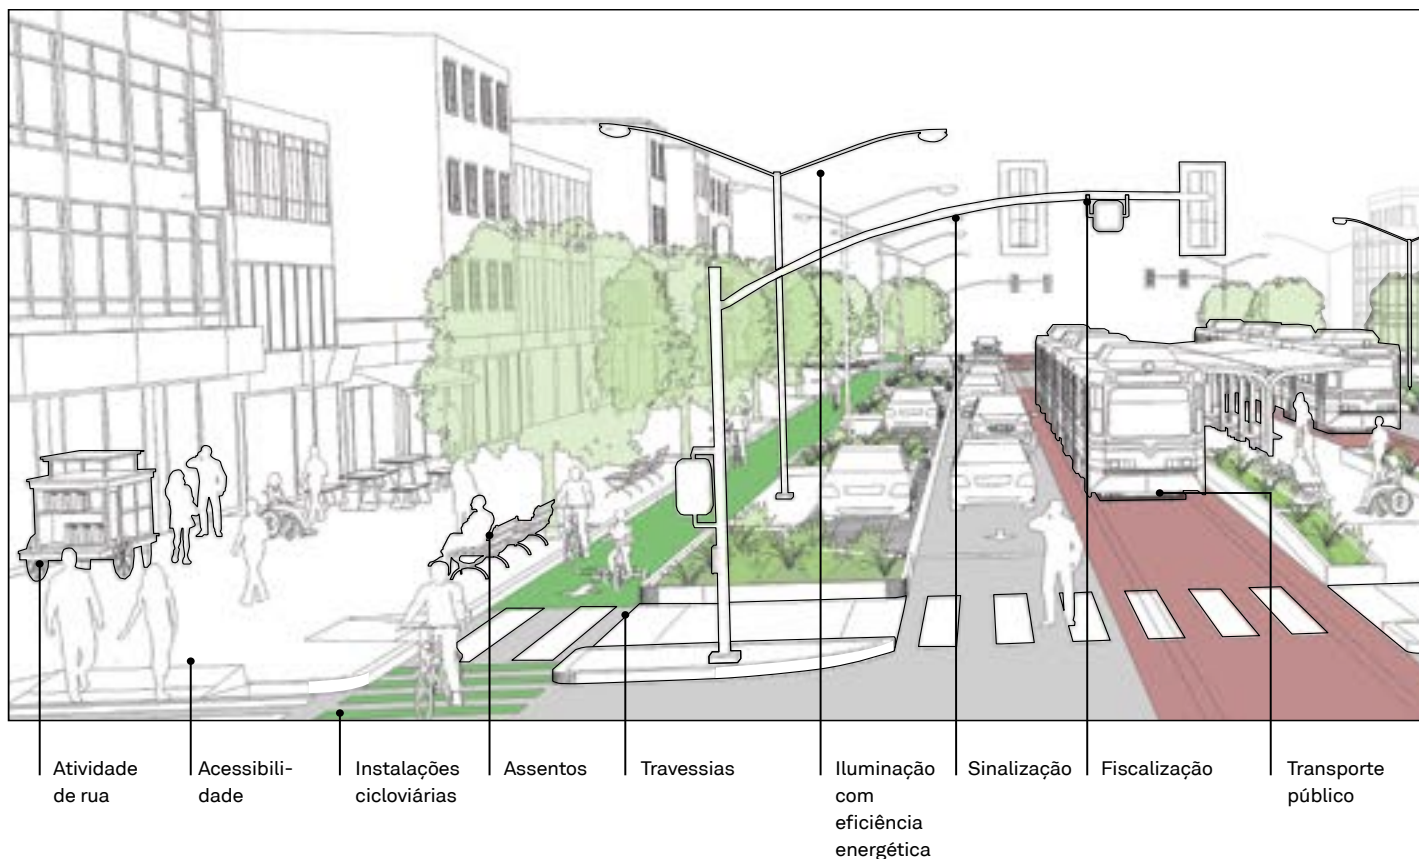 Atividade
de rua
Acessibili-
dade
Instalações
cicloviárias
Assentos
Travessias
Iluminação
com
eficiência
energética
Sinalização
Fiscalização
Transporte
público